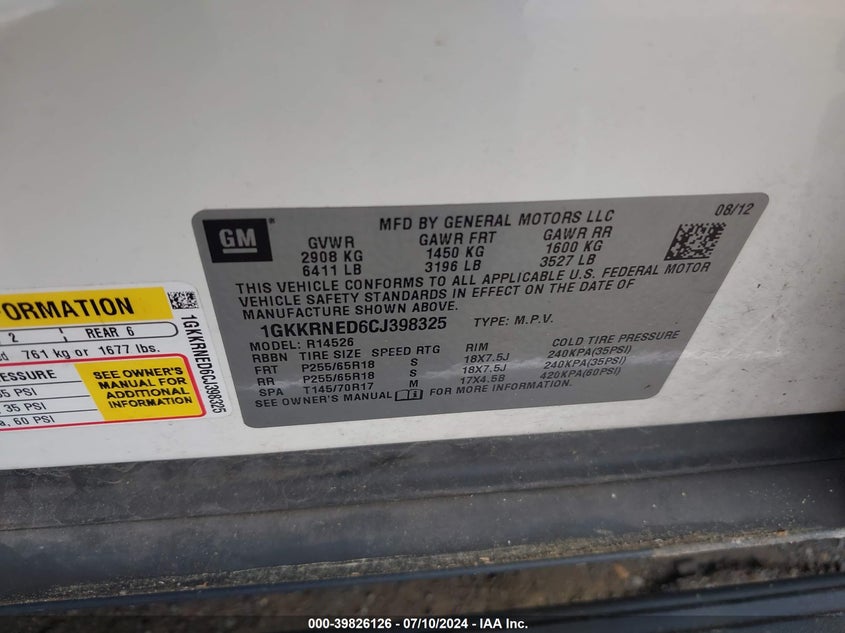 GM
MFD BY GENERAL MOTORS LLC
08/12
GVWR GAWR FRT GAWR RR
2908 KG 1450 KG 1600 KG
6411 LB 3196 LB 3527 LB
THIS VEHICLE CONFORMS TO ALL APPLICABLE U.S. FEDERAL MOTOR
VEHICLE SAFETY STANDARDS IN EFFECT ON THE DATE OF
MANUFACTURE SHOWN ABOVE.
1GKKRNED6CJ398325 TYPE: M.P.V.
MODEL: R14526
RBBN TIRE SIZE SPEED RTG RIM COLD TIRE PRESSURE
FRT P255/65R18 S 18X7.5J 240KPA(35PSI)
RR P255/65R18 S 18X7.5J 240KPA(35PSI)
SPA T145/70R17 M 17X4.5B 420KPA(60PSI)
SEE OWNER'S MANUAL FOR MORE INFORMATION.
FORMATION
2 REAR 6
761 kg or 1677 lbs.
PRESSURE
35 PSI
35 PSI
60 PSI
SEE OWNER'S
MANUAL FOR
ADDITIONAL
INFORMATION
1GKKRNED6CJ398325
000-39826126 - 07/10/2024 - IAA Inc.